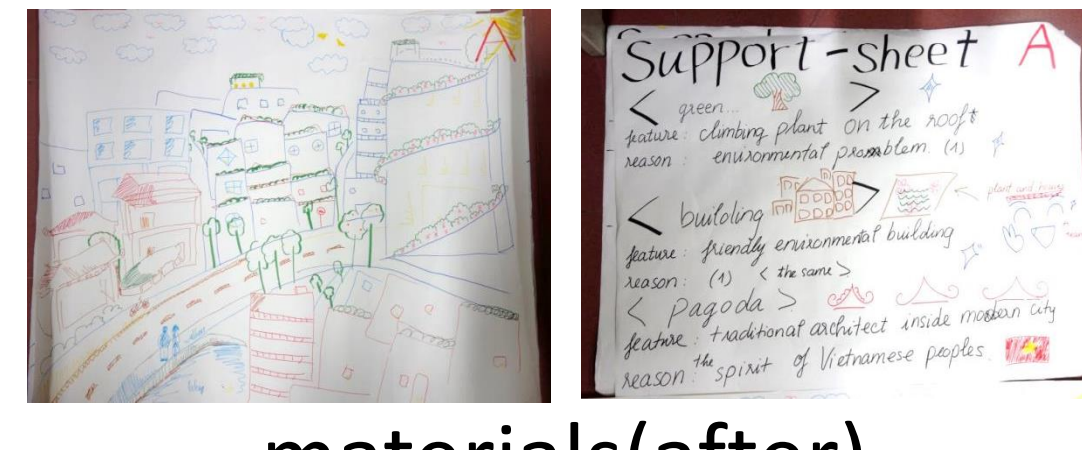 A
Support-sheet A
< green... >
feature: climbing plant on the rooft
reason: environmental promblem. (1)
< building >
plant and
feature: friendly environmental building
reason: (1) < the same >
< pagoda >
feature: traditional architect inside modern city
reason: the spirit of Vietnamese peoples.
materials(after)